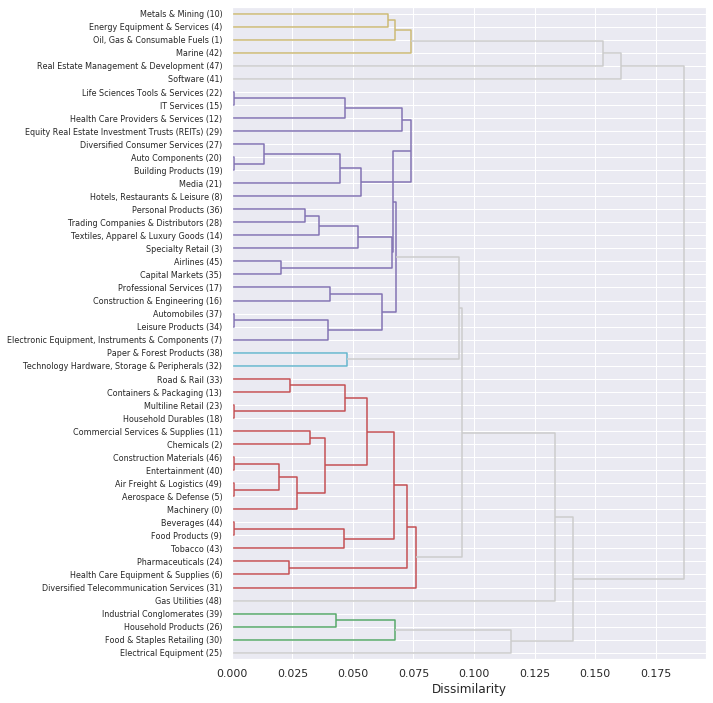 Metals & Mining (10)
Energy Equipment & Services (4)
Oil, Gas & Consumable Fuels (1)
Marine (42)
Real Estate Management & Development (47)
Software (41)
Life Sciences Tools & Services (22)
IT Services (15)
Health Care Providers & Services (12)
Equity Real Estate Investment Trusts (REITs) (29)
Diversified Consumer Services (27)
Auto Components (20)
Building Products (19)
Media (21)
Hotels, Restaurants & Leisure (8)
Personal Products (36)
Trading Companies & Distributors (28)
Textiles, Apparel & Luxury Goods (14)
Specialty Retail (3)
Airlines (45)
Capital Markets (35)
Professional Services (17)
Construction & Engineering (16)
Automobiles (37)
Leisure Products (34)
Electronic Equipment, Instruments & Components (7)
Paper & Forest Products (38)
Technology Hardware, Storage & Peripherals (32)
Road & Rail (33)
Containers & Packaging (13)
Multiline Retail (23)
Household Durables (18)
Commercial Services & Supplies (11)
Chemicals (2)
Construction Materials (46)
Entertainment (40)
Air Freight & Logistics (49)
Aerospace & Defense (5)
Machinery (0)
Beverages (44)
Food Products (9)
Tobacco (43)
Pharmaceuticals (24)
Health Care Equipment & Supplies (6)
Diversified Telecommunication Services (31)
Gas Utilities (48)
Industrial Conglomerates (39)
Household Products (26)
Food & Staples Retailing (30)
Electrical Equipment (25)
0.000 0.025 0.050 0.075 0.100 0.125 0.150 0.175
Dissimilarity